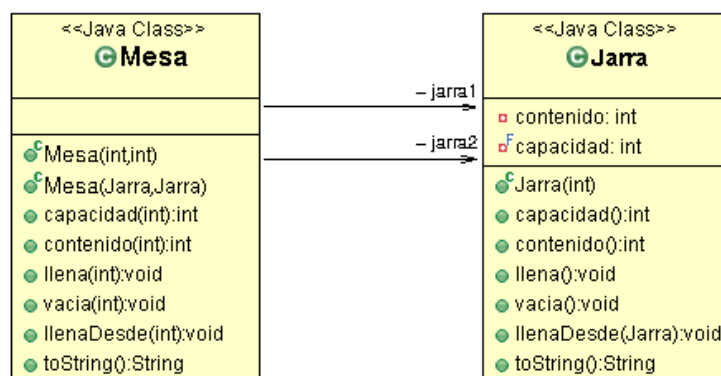 <<Java Class>>
C Mesa
C Mesa(int,int)
C Mesa(Jarra,Jarra)
capacidad(int):int
contenido(int):int
llena(int):void
vacia(int):void
llenaDesde(int):void
toString():String
– jarra1
– jarra2
<<Java Class>>
C Jarra
contenido: int
F capacidad: int
C Jarra(int)
capacidad():int
contenido():int
llena():void
vacia():void
llenaDesde(Jarra):void
toString():String